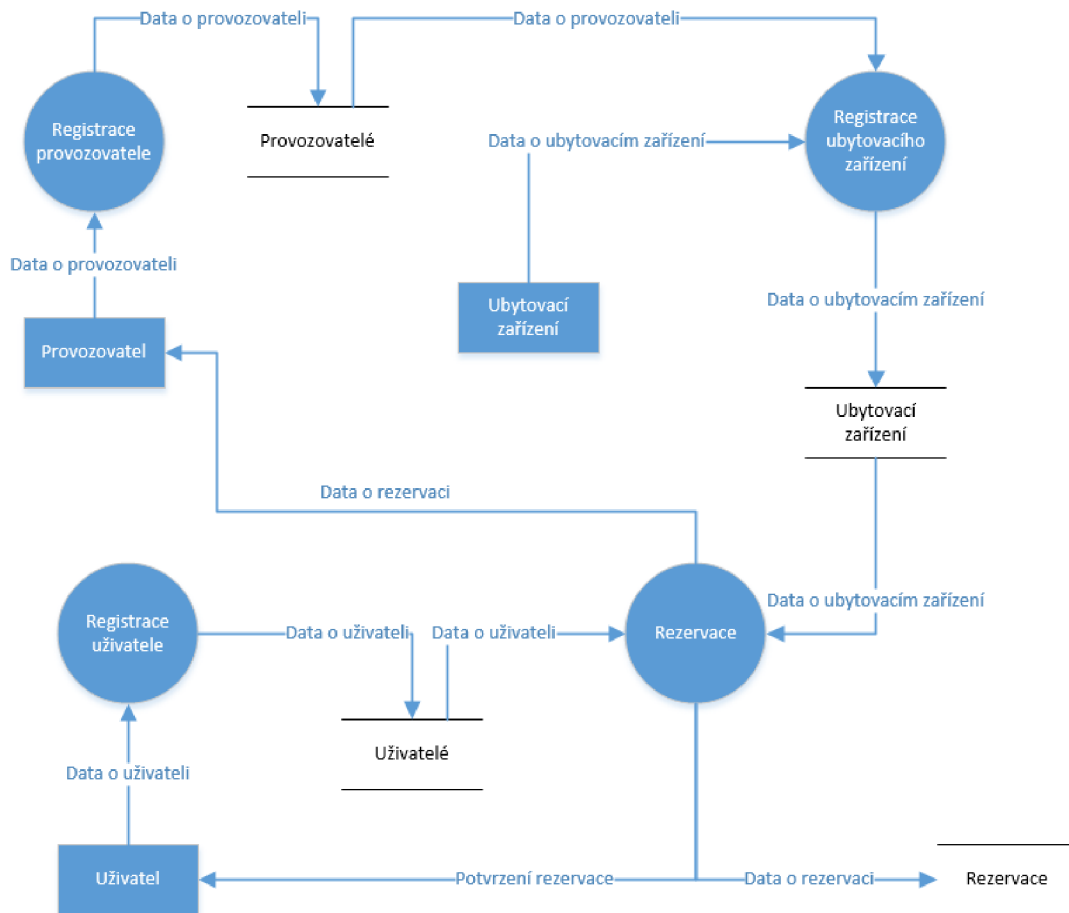 Data o provozovateli
Data o provozovateli
Registrace
provozovatele
Provozovatelé
Data o ubytovacím zařízení
Registrace
ubytovacího
zařízení
Data o provozovateli
Ubytovací
zařízení
Data o ubytovacím zařízení
Provozovatel
Ubytovací
zařízení
Data o rezervaci
Data o ubytovacím zařízení
Registrace
uživatele
Data o uživateli
Data o uživateli
Rezervace
Uživatelé
Data o uživateli
Uživatel
Potvrzení rezervace
Data o rezervaci
Rezervace